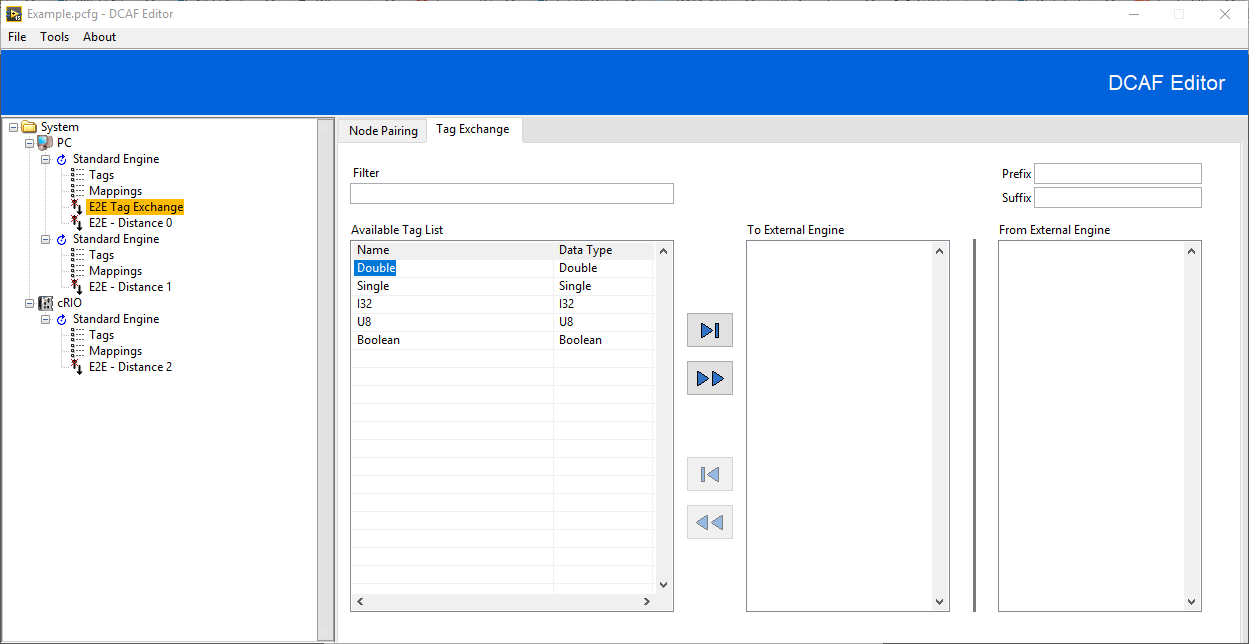 Example.pcfg - DCAF Editor
File Tools About
DCAF Editor
System
PC
Standard Engine
Tags
Mappings
E2E Tag Exchange
E2E - Distance 0
Standard Engine
Tags
Mappings
E2E - Distance 1
cRIO
Standard Engine
Tags
Mappings
E2E - Distance 2
Node Pairing Tag Exchange
Filter
Prefix
Suffix
Available Tag List
Name Data Type
Double Double
Single Single
I32 I32
U8 U8
Boolean Boolean
To External Engine
From External Engine